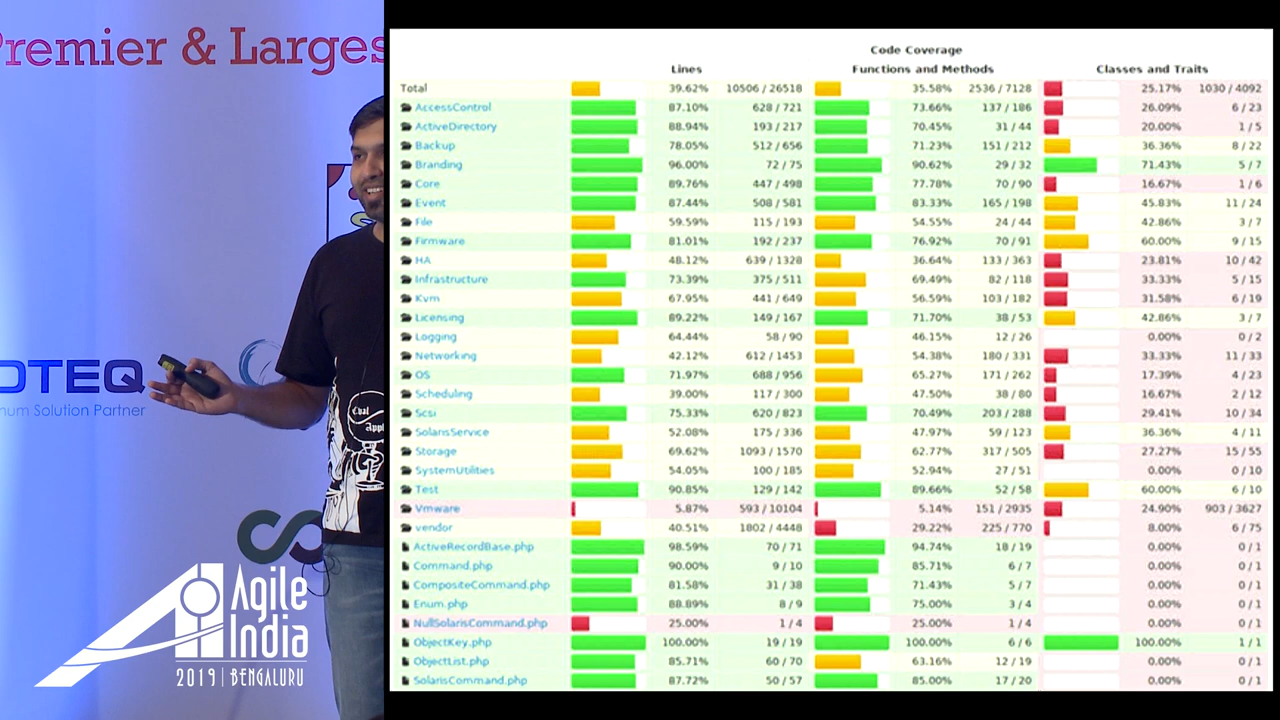 Premier & Larges
OTEQ
num Solution Partner
Eval
Appl
Agile
India
2019 | BENGALURU
Code Coverage
Lines Functions and Methods Classes and Traits
Total 39.62% 10506 / 26518 35.58% 2536 / 7128 25.17% 1030 / 4092
AccessControl 87.10% 628 / 721 73.66% 137 / 186 26.09% 6 / 23
ActiveDirectory 88.94% 193 / 217 70.45% 31 / 44 20.00% 1 / 5
Backup 78.05% 512 / 656 71.23% 151 / 212 36.36% 8 / 22
Branding 96.00% 72 / 75 90.62% 29 / 32 71.43% 5 / 7
Core 89.76% 447 / 498 77.78% 70 / 90 16.67% 1 / 6
Event 87.44% 508 / 581 83.33% 165 / 198 45.83% 11 / 24
File 59.59% 115 / 193 54.55% 24 / 44 42.86% 3 / 7
Firmware 81.01% 192 / 237 76.92% 70 / 91 60.00% 9 / 15
HA 48.12% 639 / 1328 36.64% 133 / 363 23.81% 10 / 42
Infrastructure 73.39% 375 / 511 69.49% 82 / 118 33.33% 5 / 15
Kvm 67.95% 441 / 649 56.59% 103 / 182 31.58% 6 / 19
Licensing 89.22% 149 / 167 71.70% 38 / 53 42.86% 3 / 7
Logging 64.44% 58 / 90 46.15% 12 / 26 0.00% 0 / 2
Networking 42.12% 612 / 1453 54.38% 180 / 331 33.33% 11 / 33
OS 71.97% 688 / 956 65.27% 171 / 262 17.39% 4 / 23
Scheduling 39.00% 117 / 300 47.50% 38 / 80 16.67% 2 / 12
Scsi 75.33% 620 / 823 70.49% 203 / 288 29.41% 10 / 34
SolarisService 52.08% 175 / 336 47.97% 59 / 123 36.36% 4 / 11
Storage 69.62% 1093 / 1570 62.77% 317 / 505 27.27% 15 / 55
SystemUtilities 54.05% 100 / 185 52.94% 27 / 51 0.00% 0 / 10
Test 90.85% 129 / 142 89.66% 52 / 58 60.00% 6 / 10
Vmware 5.87% 593 / 10104 5.14% 151 / 2935 24.90% 903 / 3627
vendor 40.51% 1802 / 4448 29.22% 225 / 770 8.00% 6 / 75
ActiveRecordBase.php 98.59% 70 / 71 94.74% 18 / 19 0.00% 0 / 1
Command.php 90.00% 9 / 10 85.71% 6 / 7 0.00% 0 / 1
CompositeCommand.php 81.58% 31 / 38 71.43% 5 / 7 0.00% 0 / 1
Enum.php 88.89% 8 / 9 75.00% 3 / 4 0.00% 0 / 1
NullSolarisCommand.php 25.00% 1 / 4 25.00% 1 / 4 0.00% 0 / 1
ObjectKey.php 100.00% 19 / 19 100.00% 6 / 6 100.00% 1 / 1
ObjectList.php 85.71% 60 / 70 63.16% 12 / 19 0.00% 0 / 1
SolarisCommand.php 87.72% 50 / 57 85.00% 17 / 20 0.00% 0 / 1